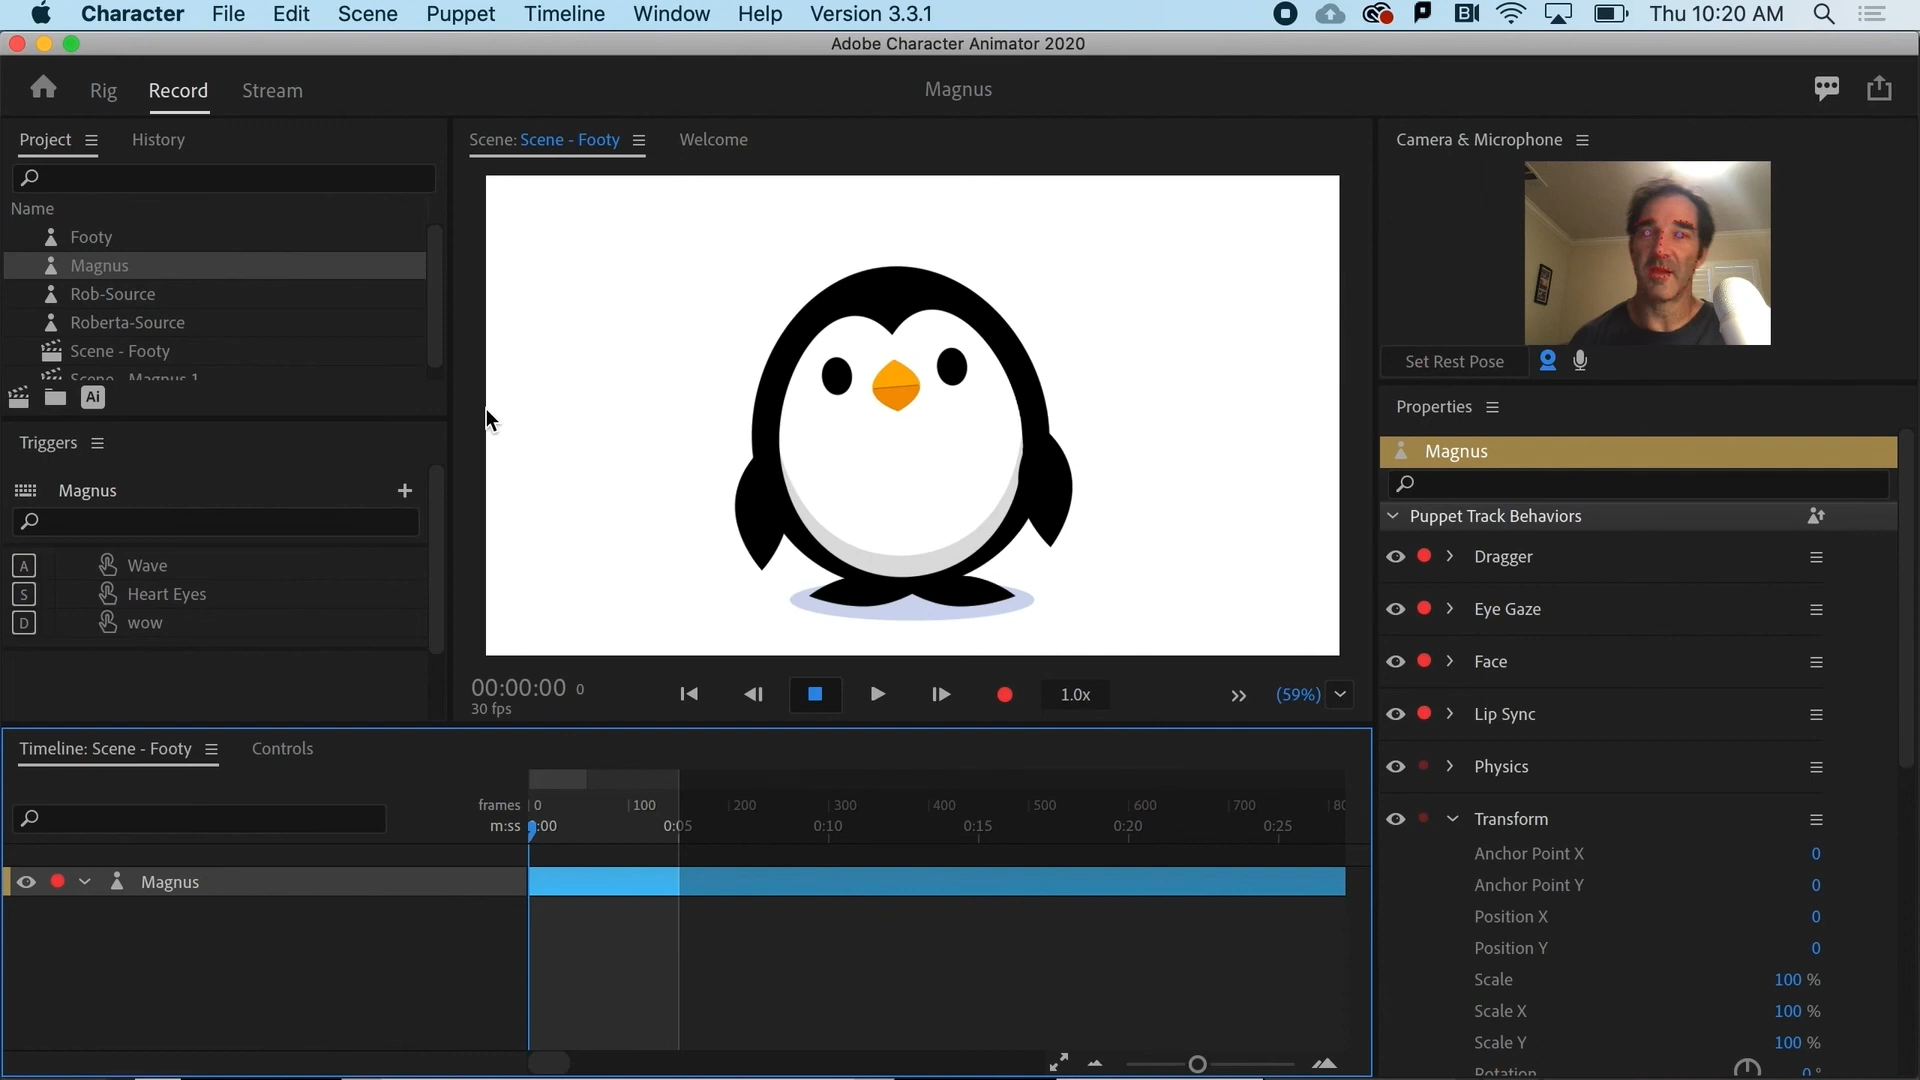 Character File Edit Scene Puppet Timeline Window Help Version 3.3.1 Thu 10:20 AM
Adobe Character Animator 2020
Rig Record Stream Magnus
Project History
Name
Footy
Magnus
Rob-Source
Roberta-Source
Scene - Footy
Scene - Magnus 1
Ai
Triggers
Magnus +
A Wave
S Heart Eyes
D wow
Scene: Scene - Footy Welcome
00:00:00 0
30 fps
1.0x
(59%)
Camera & Microphone
Set Rest Pose
Properties
Magnus
Puppet Track Behaviors
Dragger
Eye Gaze
Face
Lip Sync
Physics
Transform
Anchor Point X 0
Anchor Point Y 0
Position X 0
Position Y 0
Scale 100 %
Scale X 100 %
Scale Y 100 %
Rotation 0 °
Timeline: Scene - Footy Controls
frames 0 100 200 300 400 500 600 700
m:ss 0:05 0:10 0:15 0:20 0:25
Magnus